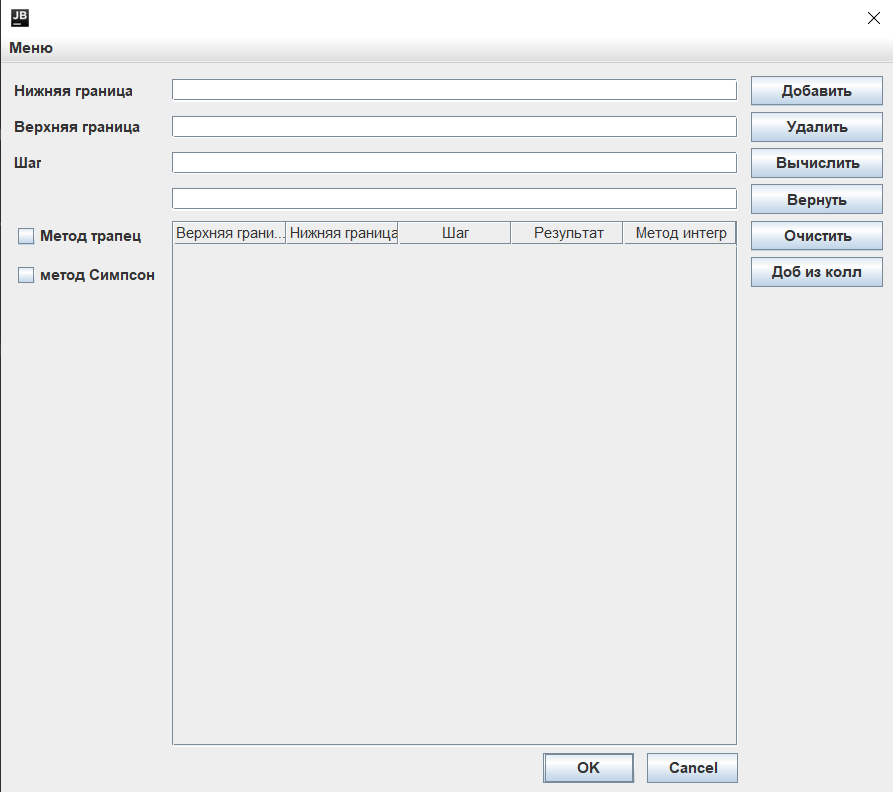 JB
Меню
Нижняя граница
Добавить
Верхняя граница
Удалить
Шаг
Вычислить
Вернуть
Метод трапец
Верхняя грани... Нижняя граница Шаг Результат Метод интегр
Очистить
метод Симпсон
Доб из колл
OK
Cancel